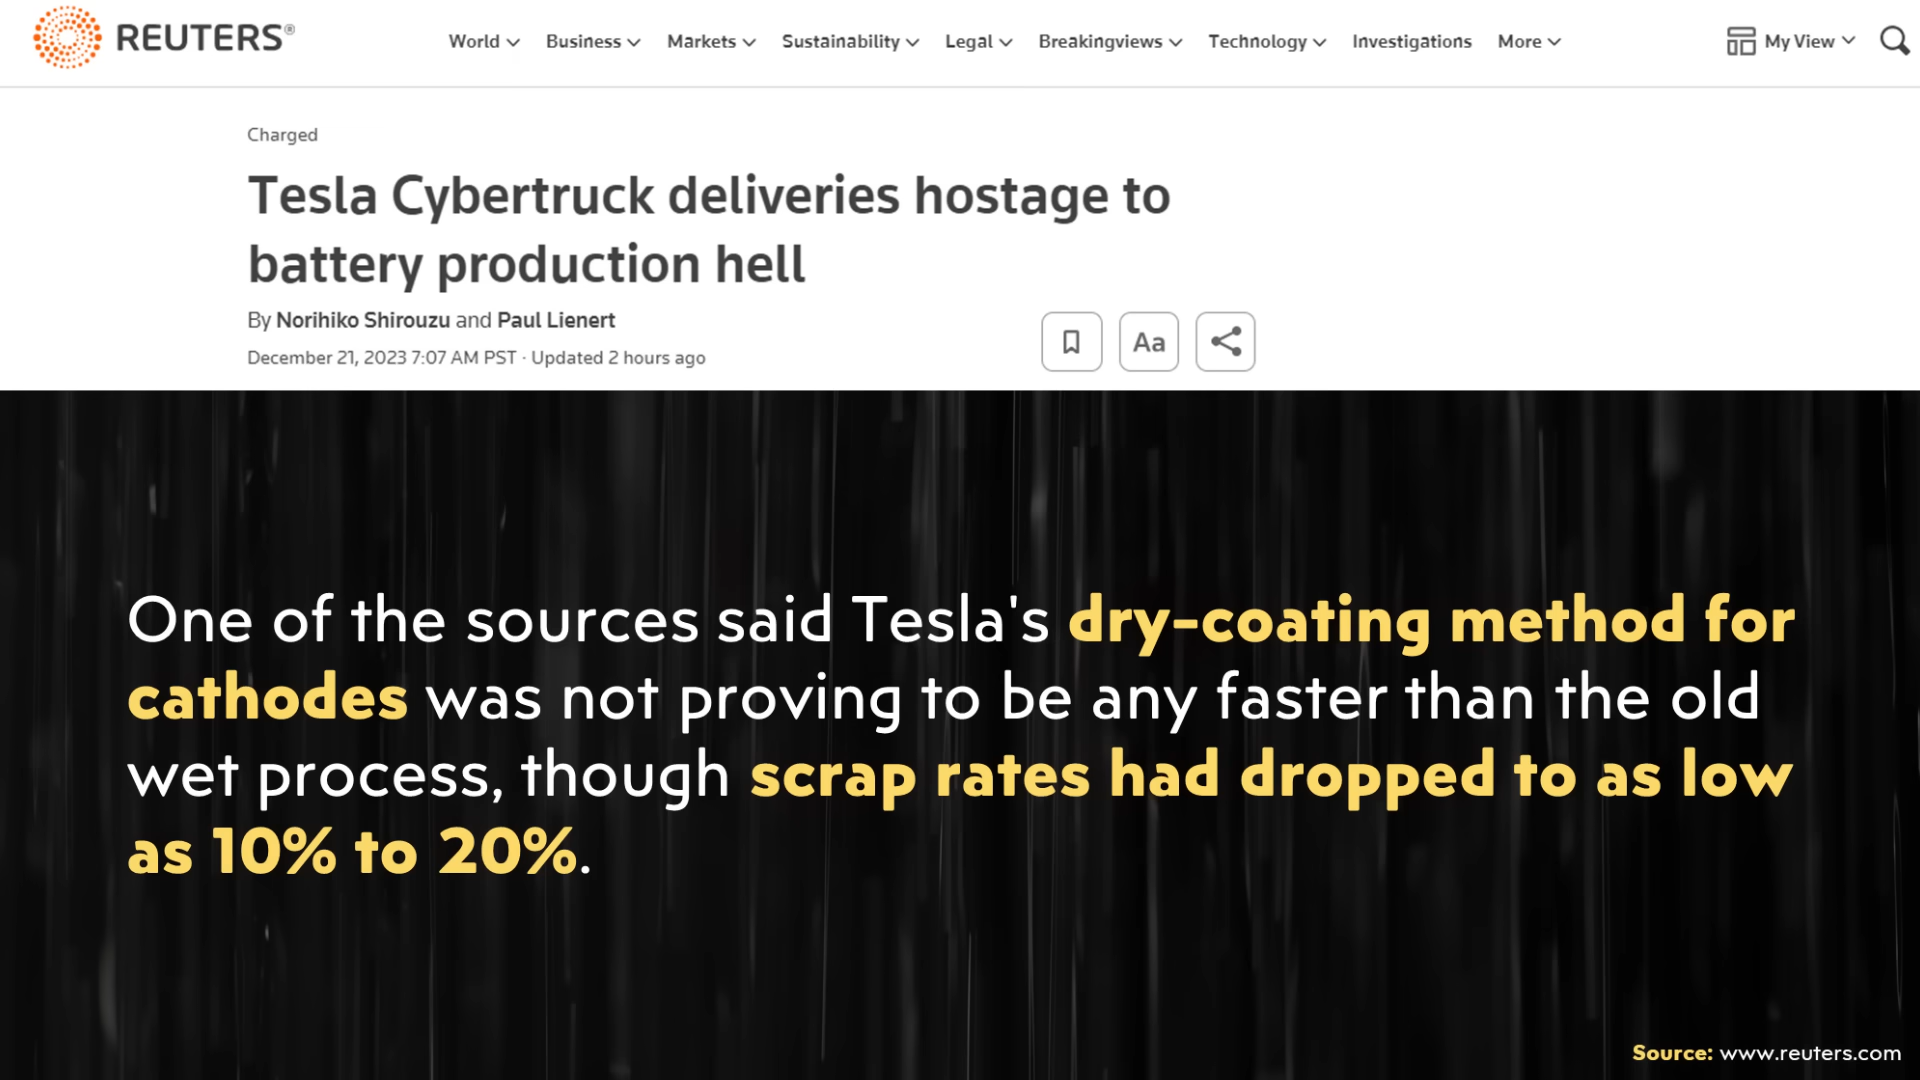 REUTERS®
World Business Markets Sustainability Legal Breakingviews Technology Investigations More My View
Charged
Tesla Cybertruck deliveries hostage to
battery production hell
By Norihiko Shirouzu and Paul Lienert
December 21, 2023 7:07 AM PST · Updated 2 hours ago
Aa
One of the sources said Tesla's dry-coating method for
cathodes was not proving to be any faster than the old
wet process, though scrap rates had dropped to as low
as 10% to 20%.
Source: www.reuters.com